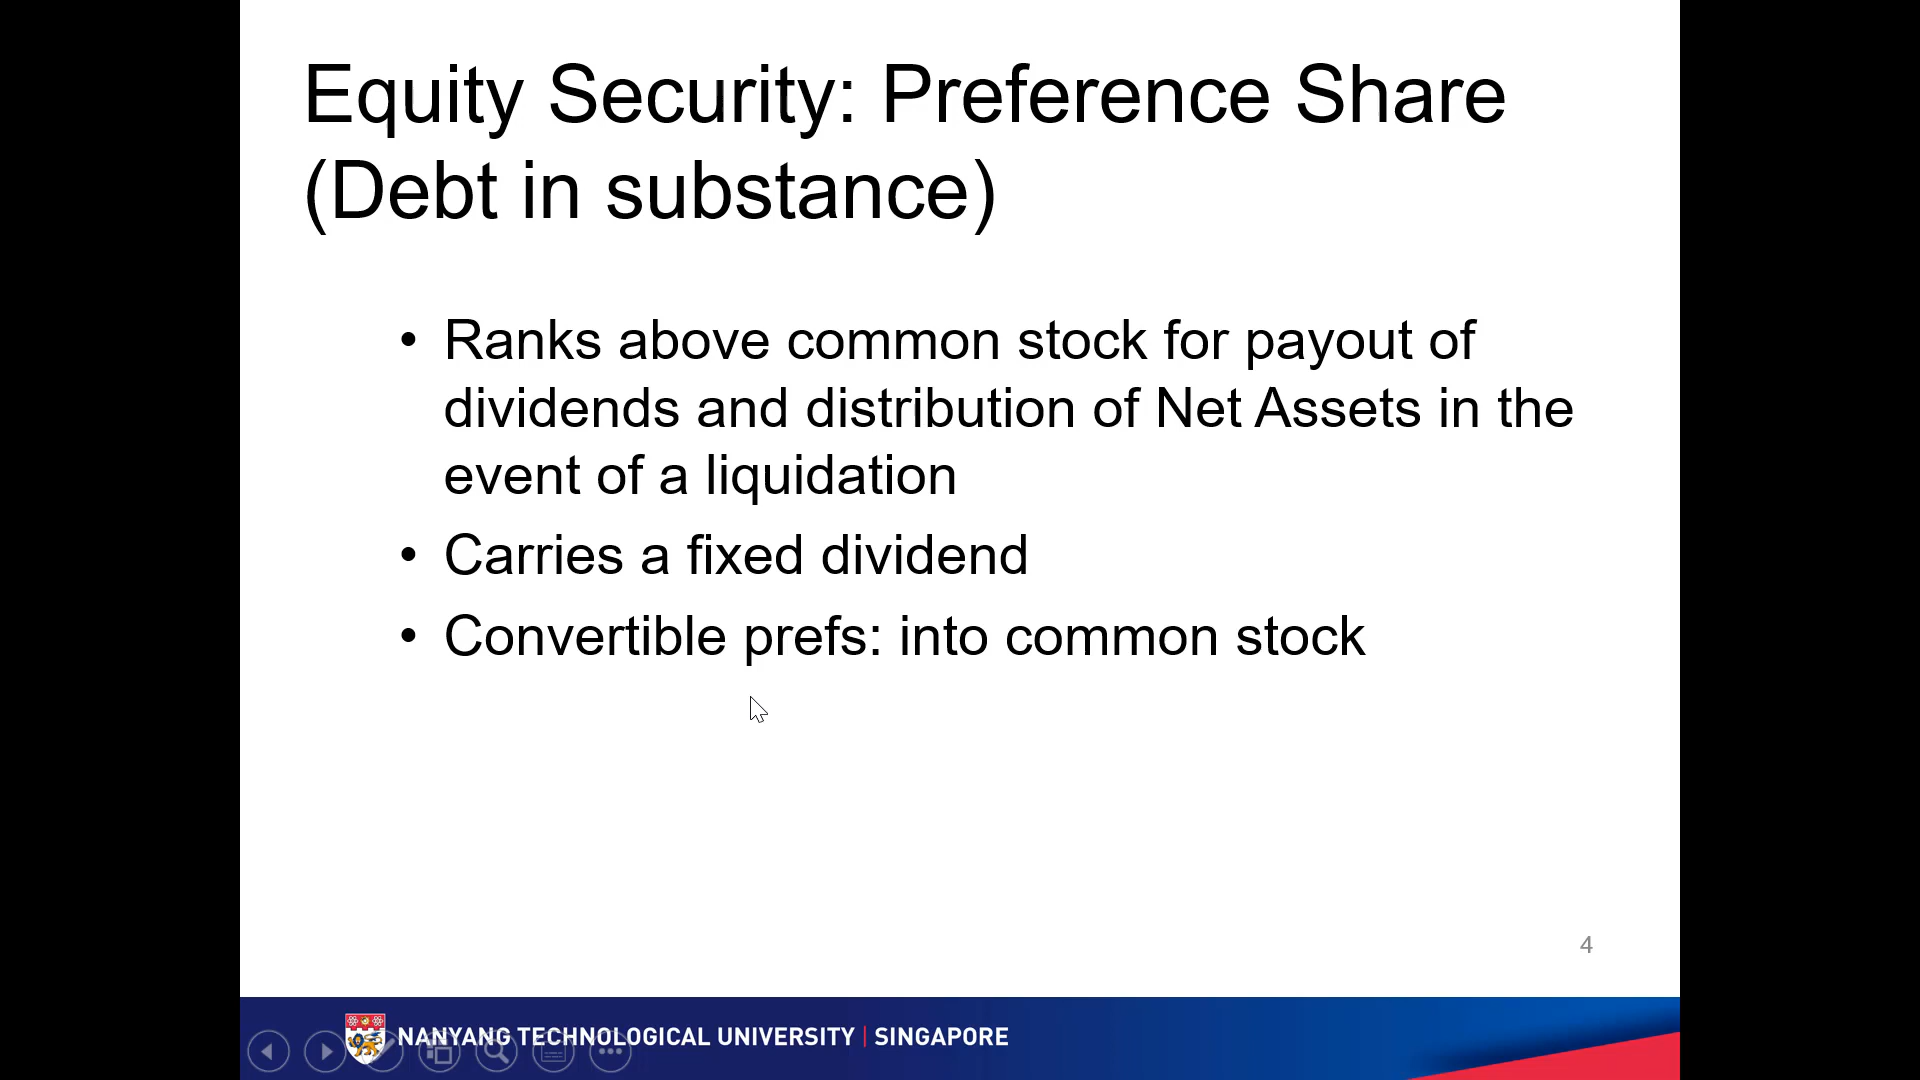 Equity Security: Preference Share
(Debt in substance)
• Ranks above common stock for payout of
dividends and distribution of Net Assets in the
event of a liquidation
• Carries a fixed dividend
• Convertible prefs: into common stock
4
NANYANG TECHNOLOGICAL UNIVERSITY | SINGAPORE